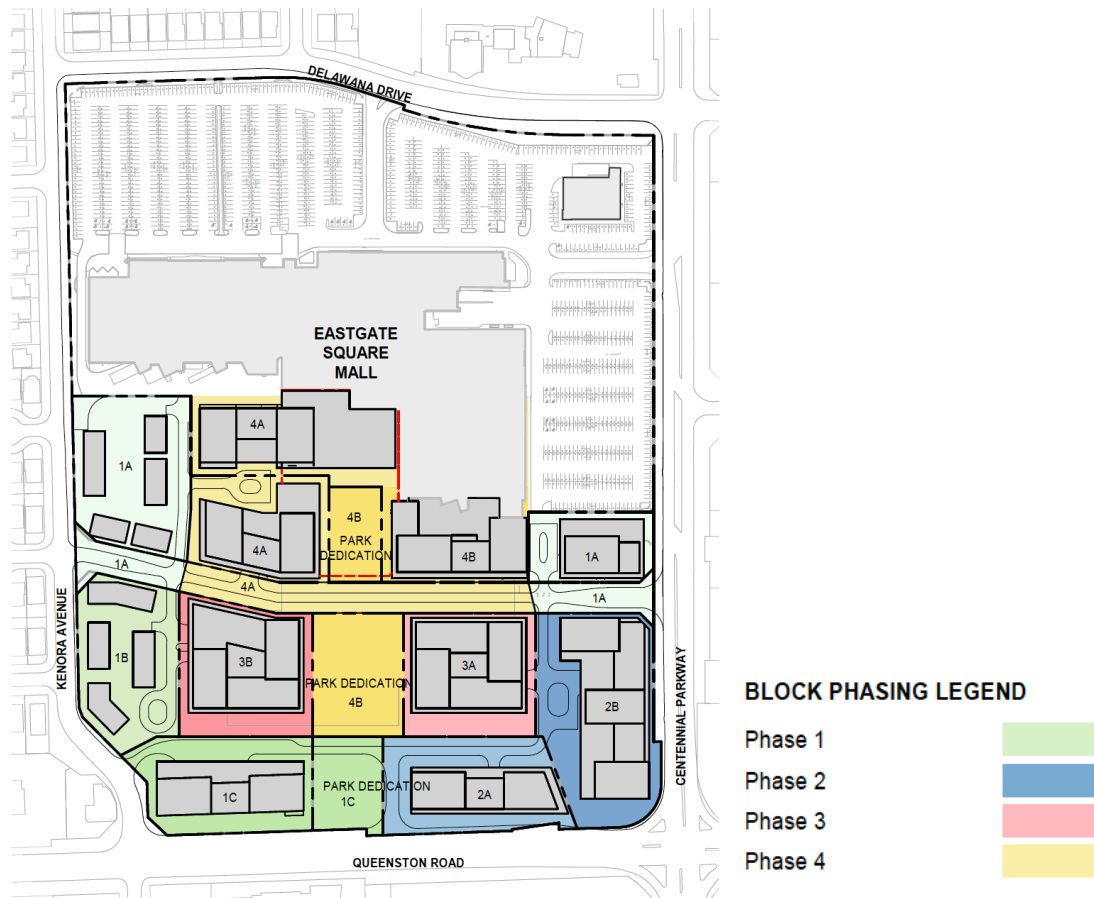 DELAWANA DRIVE
EASTGATE
SQUARE
MALL
4A
1A
4B
PARK
DEDICATION
4A
4B
1A
1A
4A
1A
KENORA AVENUE
1B
3B
PARK DEDICATION
4B
3A
2B
CENTENNIAL PARKWAY
1C
PARK DEDICATION
1C
2A
QUEENSTON ROAD
BLOCK PHASING LEGEND
Phase 1
Phase 2
Phase 3
Phase 4